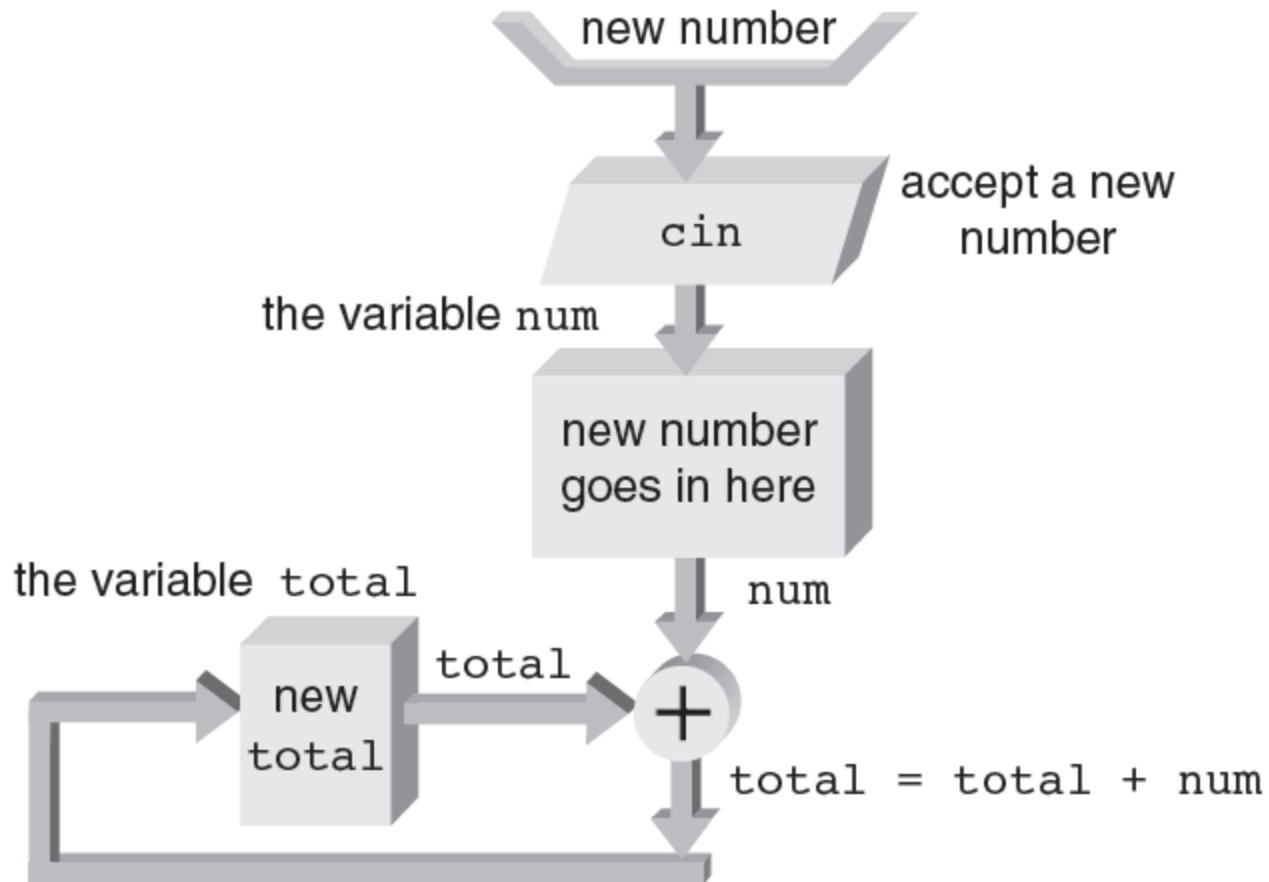 new number
cin
accept a new
number
the variable num
new number
goes in here
num
the variable total
total
new
total
+
total = total + num